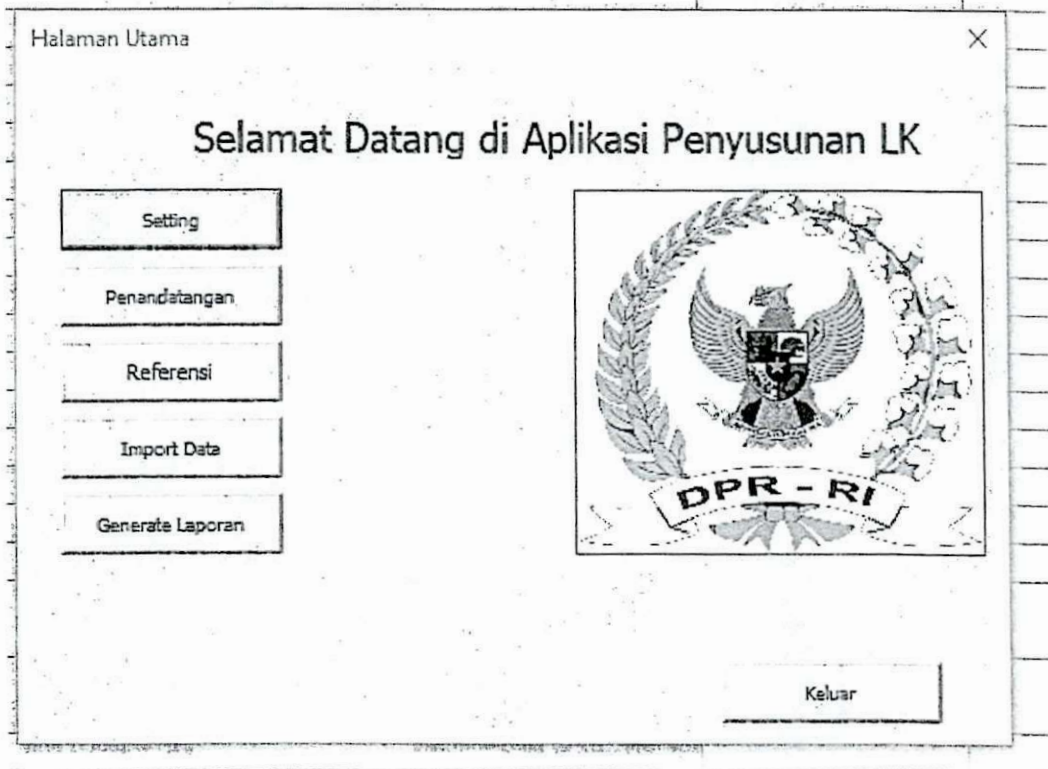 Halaman Utama
Selamat Datang di Aplikasi Penyusunan LK
Setting
Penandatangan
Referensi
Import Data
Generate Laporan
DPR - RI
Keluar